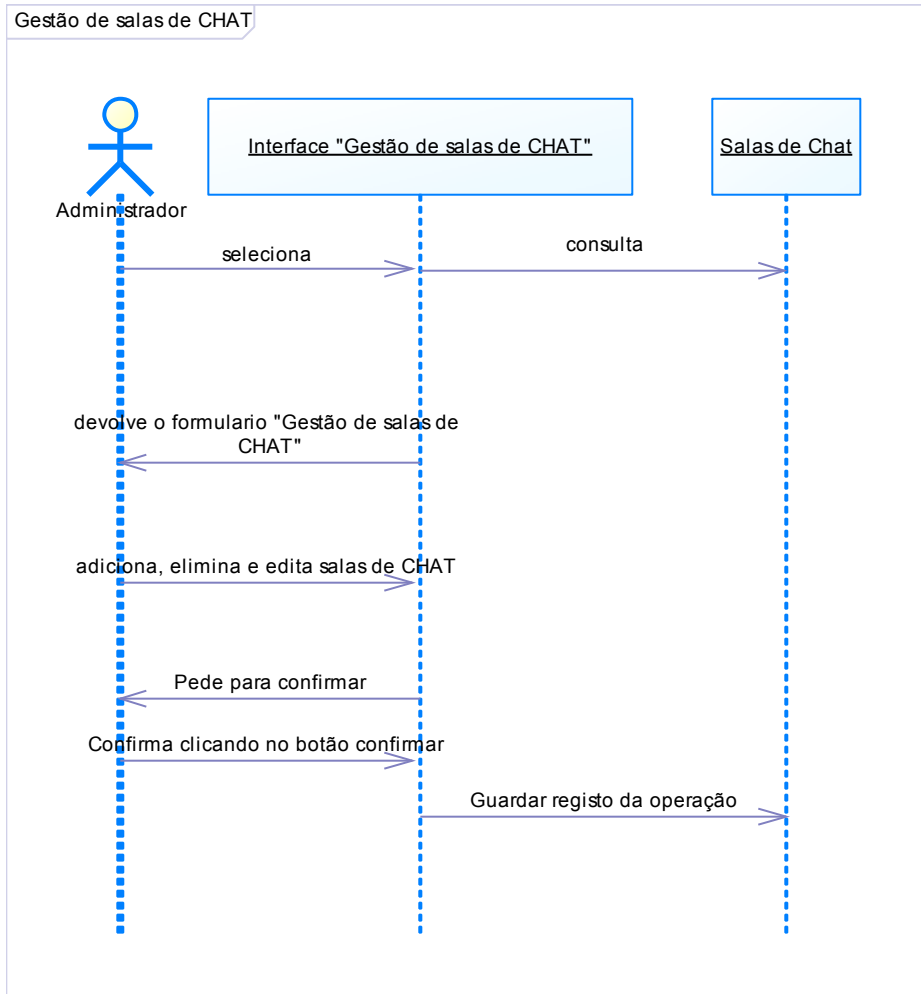 Gestão de salas de CHAT
Interface "Gestão de salas de CHAT"
Salas de Chat
Administrador
seleciona
consulta
devolve o formulario "Gestão de salas de
CHAT"
adiciona, elimina e edita salas de CHAT
Pede para confirmar
Confirma clicando no botão confirmar
Guardar registo da operação